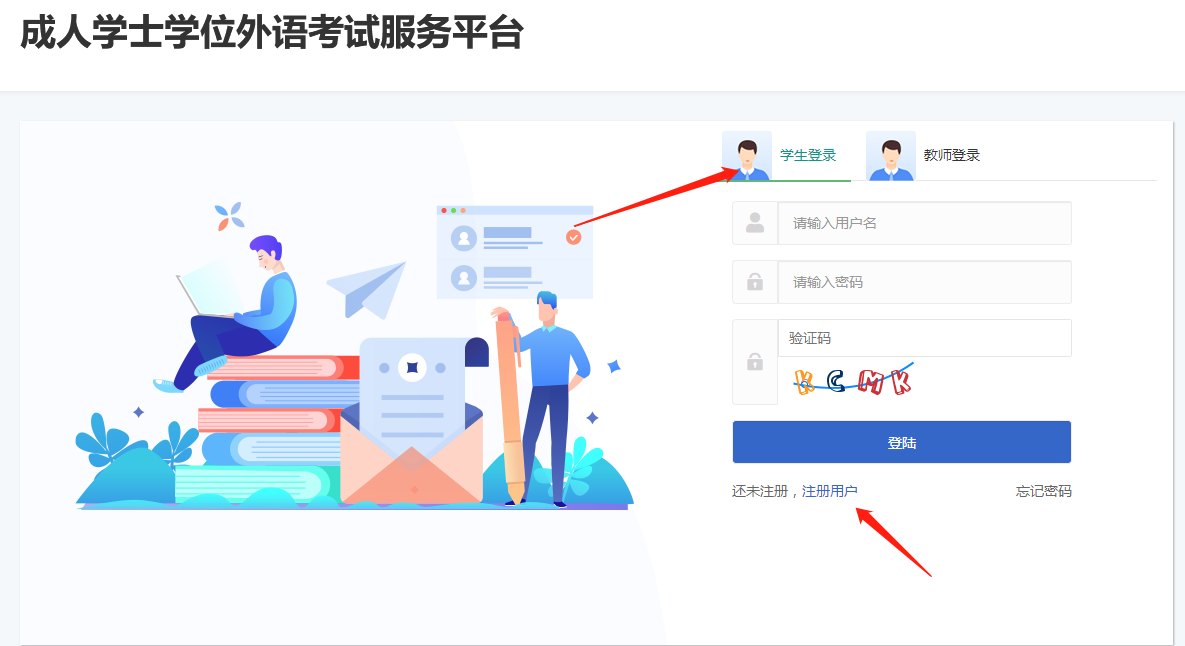 成人学士学位外语考试服务平台
学生登录
教师登录
请输入用户名
请输入密码
验证码
KCMK
登陆
还未注册，注册用户
忘记密码